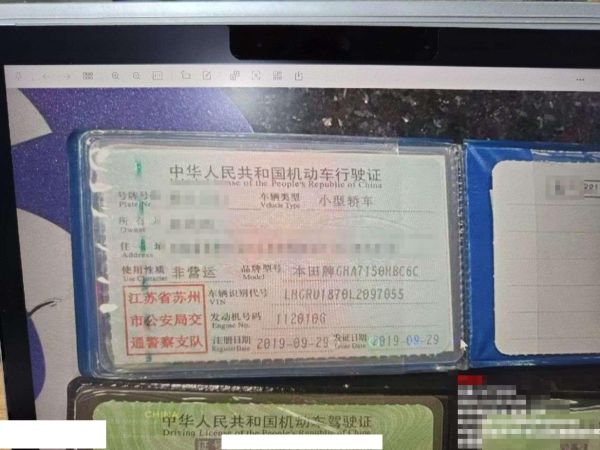 中华人民共和国机动车行驶证
Vehicle License of the People's Republic of China
号牌号码
Plate No.
车辆类型
Vehicle Type
小型轿车
所有人
Owner
住址
Address
使用性质
Use Character
非营运
品牌型号
Model
本田牌GHA7150RBC6C
江苏省苏州
市公安局交
通警察支队
车辆识别代号
VIN
LHGRU1870L2097055
发动机号码
Engine No.
1120106
注册日期
Register Date
2019-09-29
发证日期
Issue Date
2019-09-29
CHINA
中华人民共和国机动车驾驶证
Driving License of the People's Republic of China